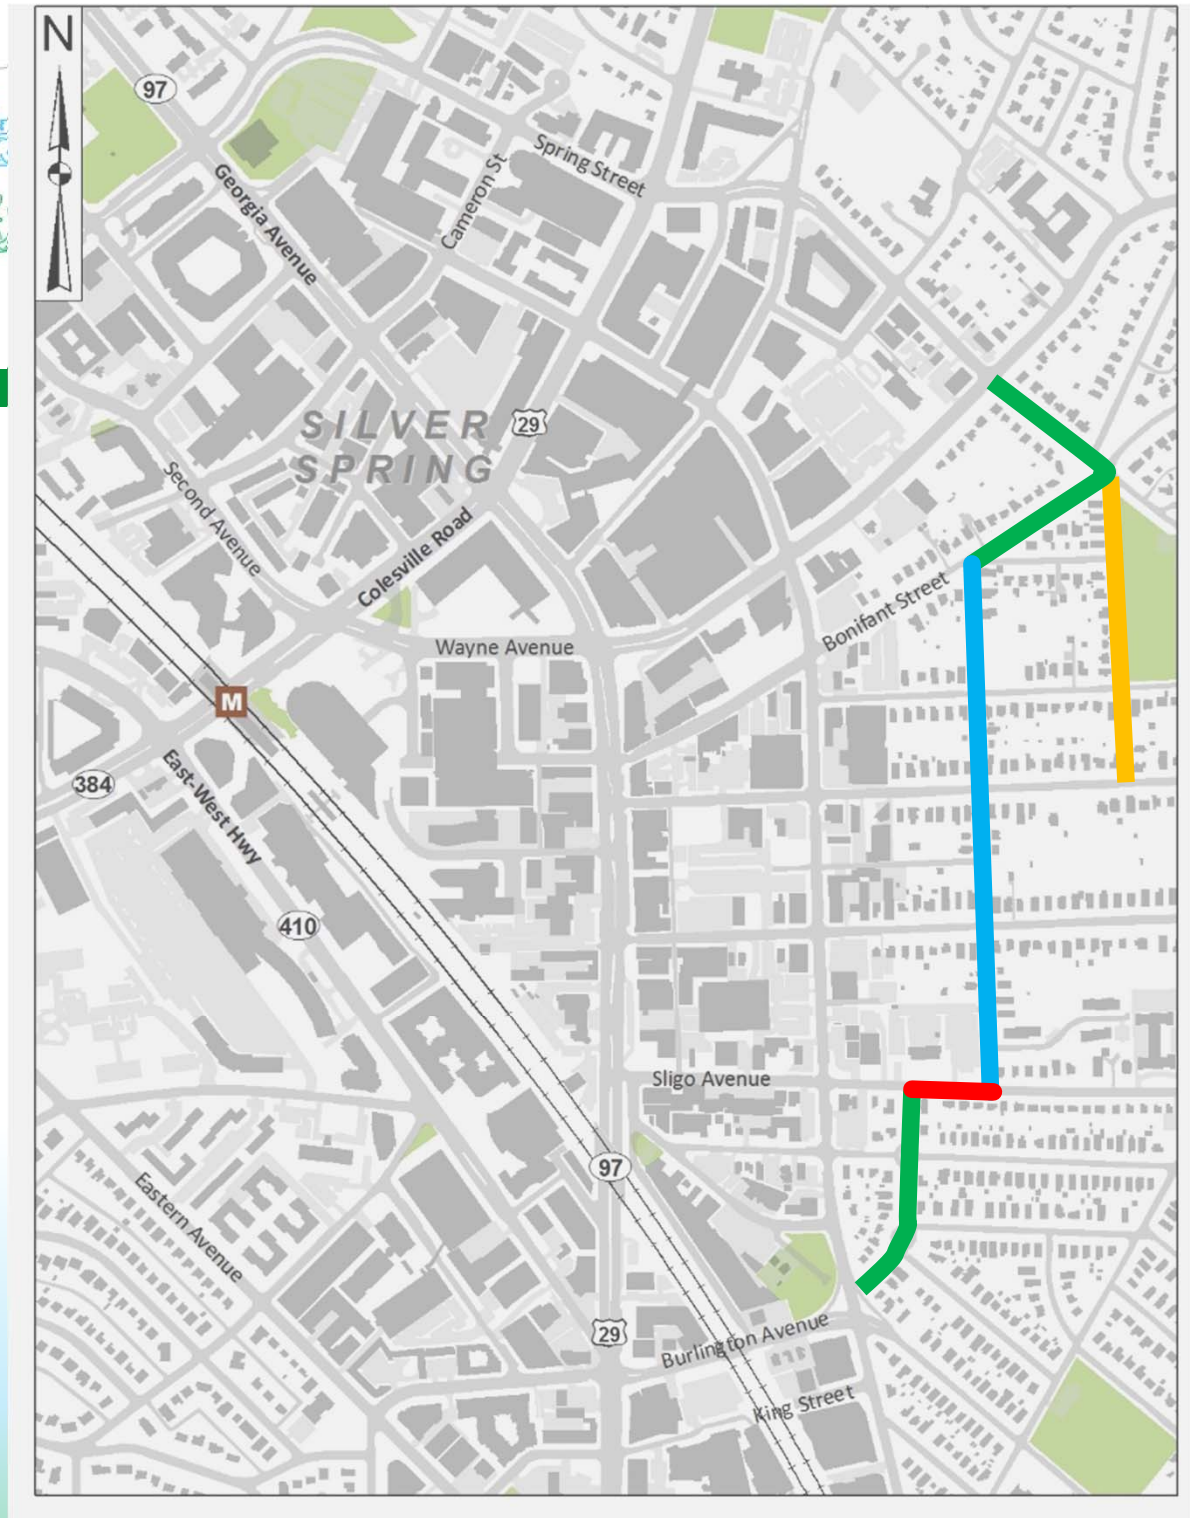 N
97
Spring Street
Cameron St
Georgia Avenue
SILVER
SPRING
29
Second Avenue
Colesville Road
Bonifant Street
Wayne Avenue
M
384
East-West Hwy
410
Sligo Avenue
97
Eastern Avenue
29
Burlington Avenue
King Street